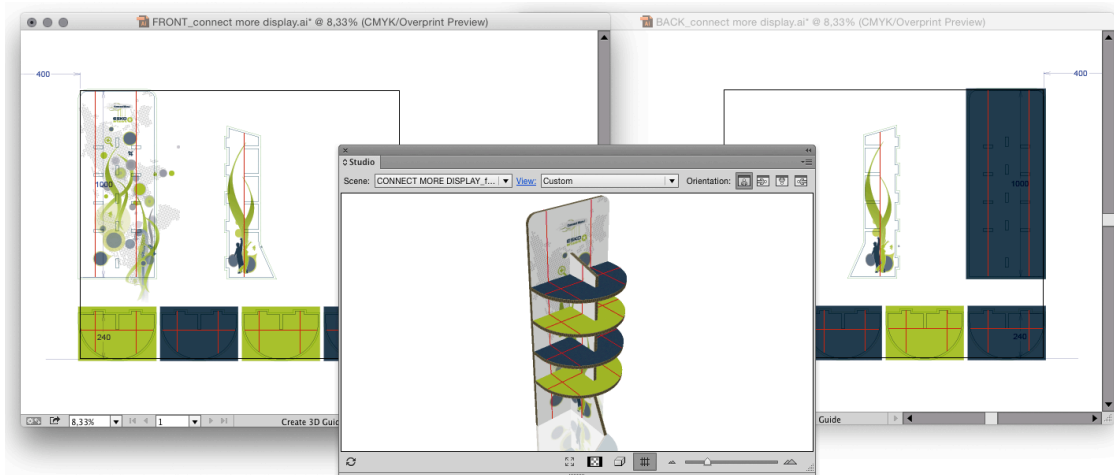 FRONT_connect more display.ai* @ 8,33% (CMYK/Overprint Preview)
BACK_connect more display.ai* @ 8,33% (CMYK/Overprint Preview)
400
400
ESKO
%
1000
1000
Studio
Scene: CONNECT MORE DISPLAY_f... View: Custom Orientation:
ESKO
240
240
8,33% 1 Create 3D Guid
Guide